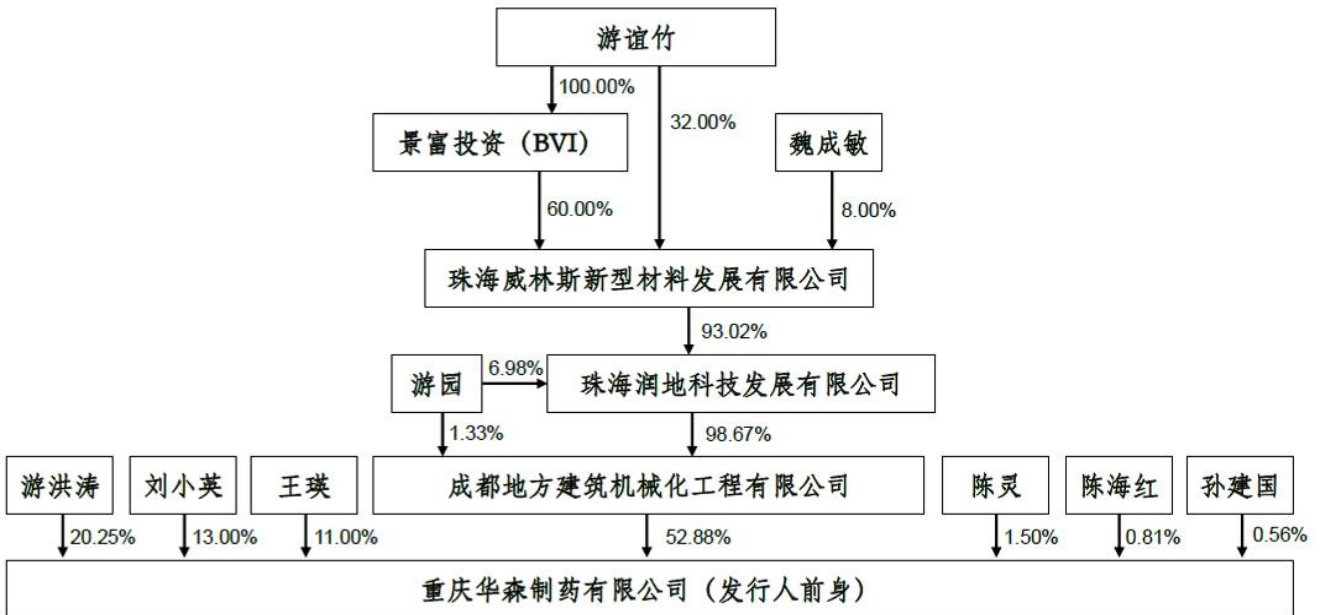 游谊竹
100.00%
32.00%
景富投资（BVI）
魏成敏
60.00%
8.00%
珠海威林斯新型材料发展有限公司
93.02%
游园
6.98%
珠海润地科技发展有限公司
1.33%
98.67%
游洪涛
刘小英
王瑛
成都地方建筑机械化工程有限公司
陈灵
陈海红
孙建国
20.25%
13.00%
11.00%
52.88%
1.50%
0.81%
0.56%
重庆华森制药有限公司（发行人前身）